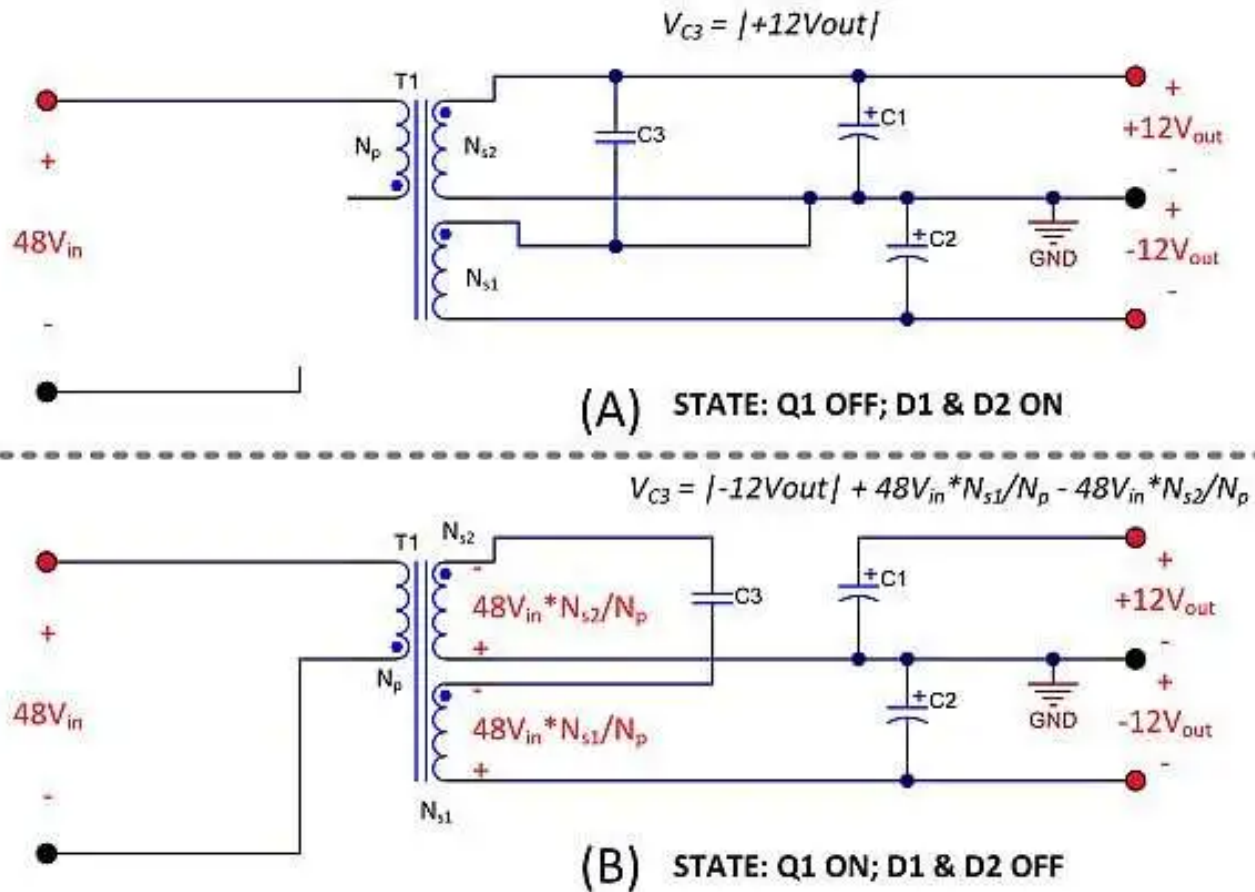 V_C3 = |+12Vout|
T1
+
+
C1
C3
N_p
N_s2
+12V_out
+
-
+
48V_in
+
C2
-12V_out
GND
N_s1
-
-
(A) STATE: Q1 OFF; D1 & D2 ON
V_C3 = |-12Vout| + 48V_in*N_s1/N_p - 48V_in*N_s2/N_p
N_s2
T1
-
+
+
C1
C3
48V_in*N_s2/N_p
+12V_out
+
+
-
N_p
-
+
+
C2
48V_in
48V_in*N_s1/N_p
GND
-12V_out
+
-
-
N_s1
(B) STATE: Q1 ON; D1 & D2 OFF